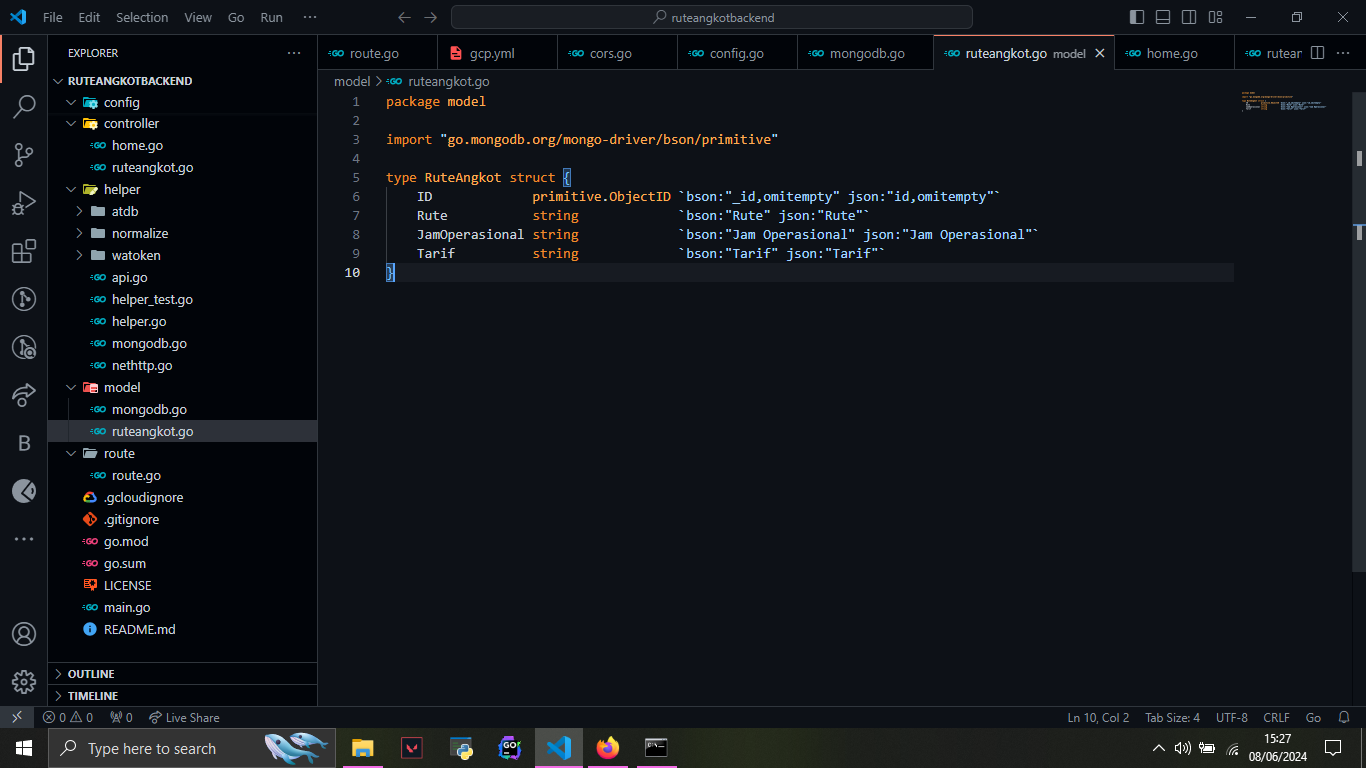 File Edit Selection View Go Run ··· ruteangkotbackend
EXPLORER ···
route.go gcp.yml cors.go config.go mongodb.go ruteangkot.go model home.go rutear ···
RUTEANGKOTBACKEND
config
controller
home.go
ruteangkot.go
helper
atdb
normalize
watoken
api.go
helper_test.go
helper.go
mongodb.go
nethttp.go
model
mongodb.go
ruteangkot.go
route
route.go
.gcloudignore
.gitignore
go.mod
go.sum
LICENSE
main.go
README.md
OUTLINE
TIMELINE
model > ruteangkot.go
1 package model
2
3 import "go.mongodb.org/mongo-driver/bson/primitive"
4
5 type RuteAngkot struct {
6 ID primitive.ObjectID `bson:"_id,omitempty" json:"id,omitempty"`
7 Rute string `bson:"Rute" json:"Rute"`
8 JamOperasional string `bson:"Jam Operasional" json:"Jam Operasional"`
9 Tarif string `bson:"Tarif" json:"Tarif"`
10 }
0 0 0 Live Share Ln 10, Col 2 Tab Size: 4 UTF-8 CRLF Go
Type here to search
15:27
08/06/2024